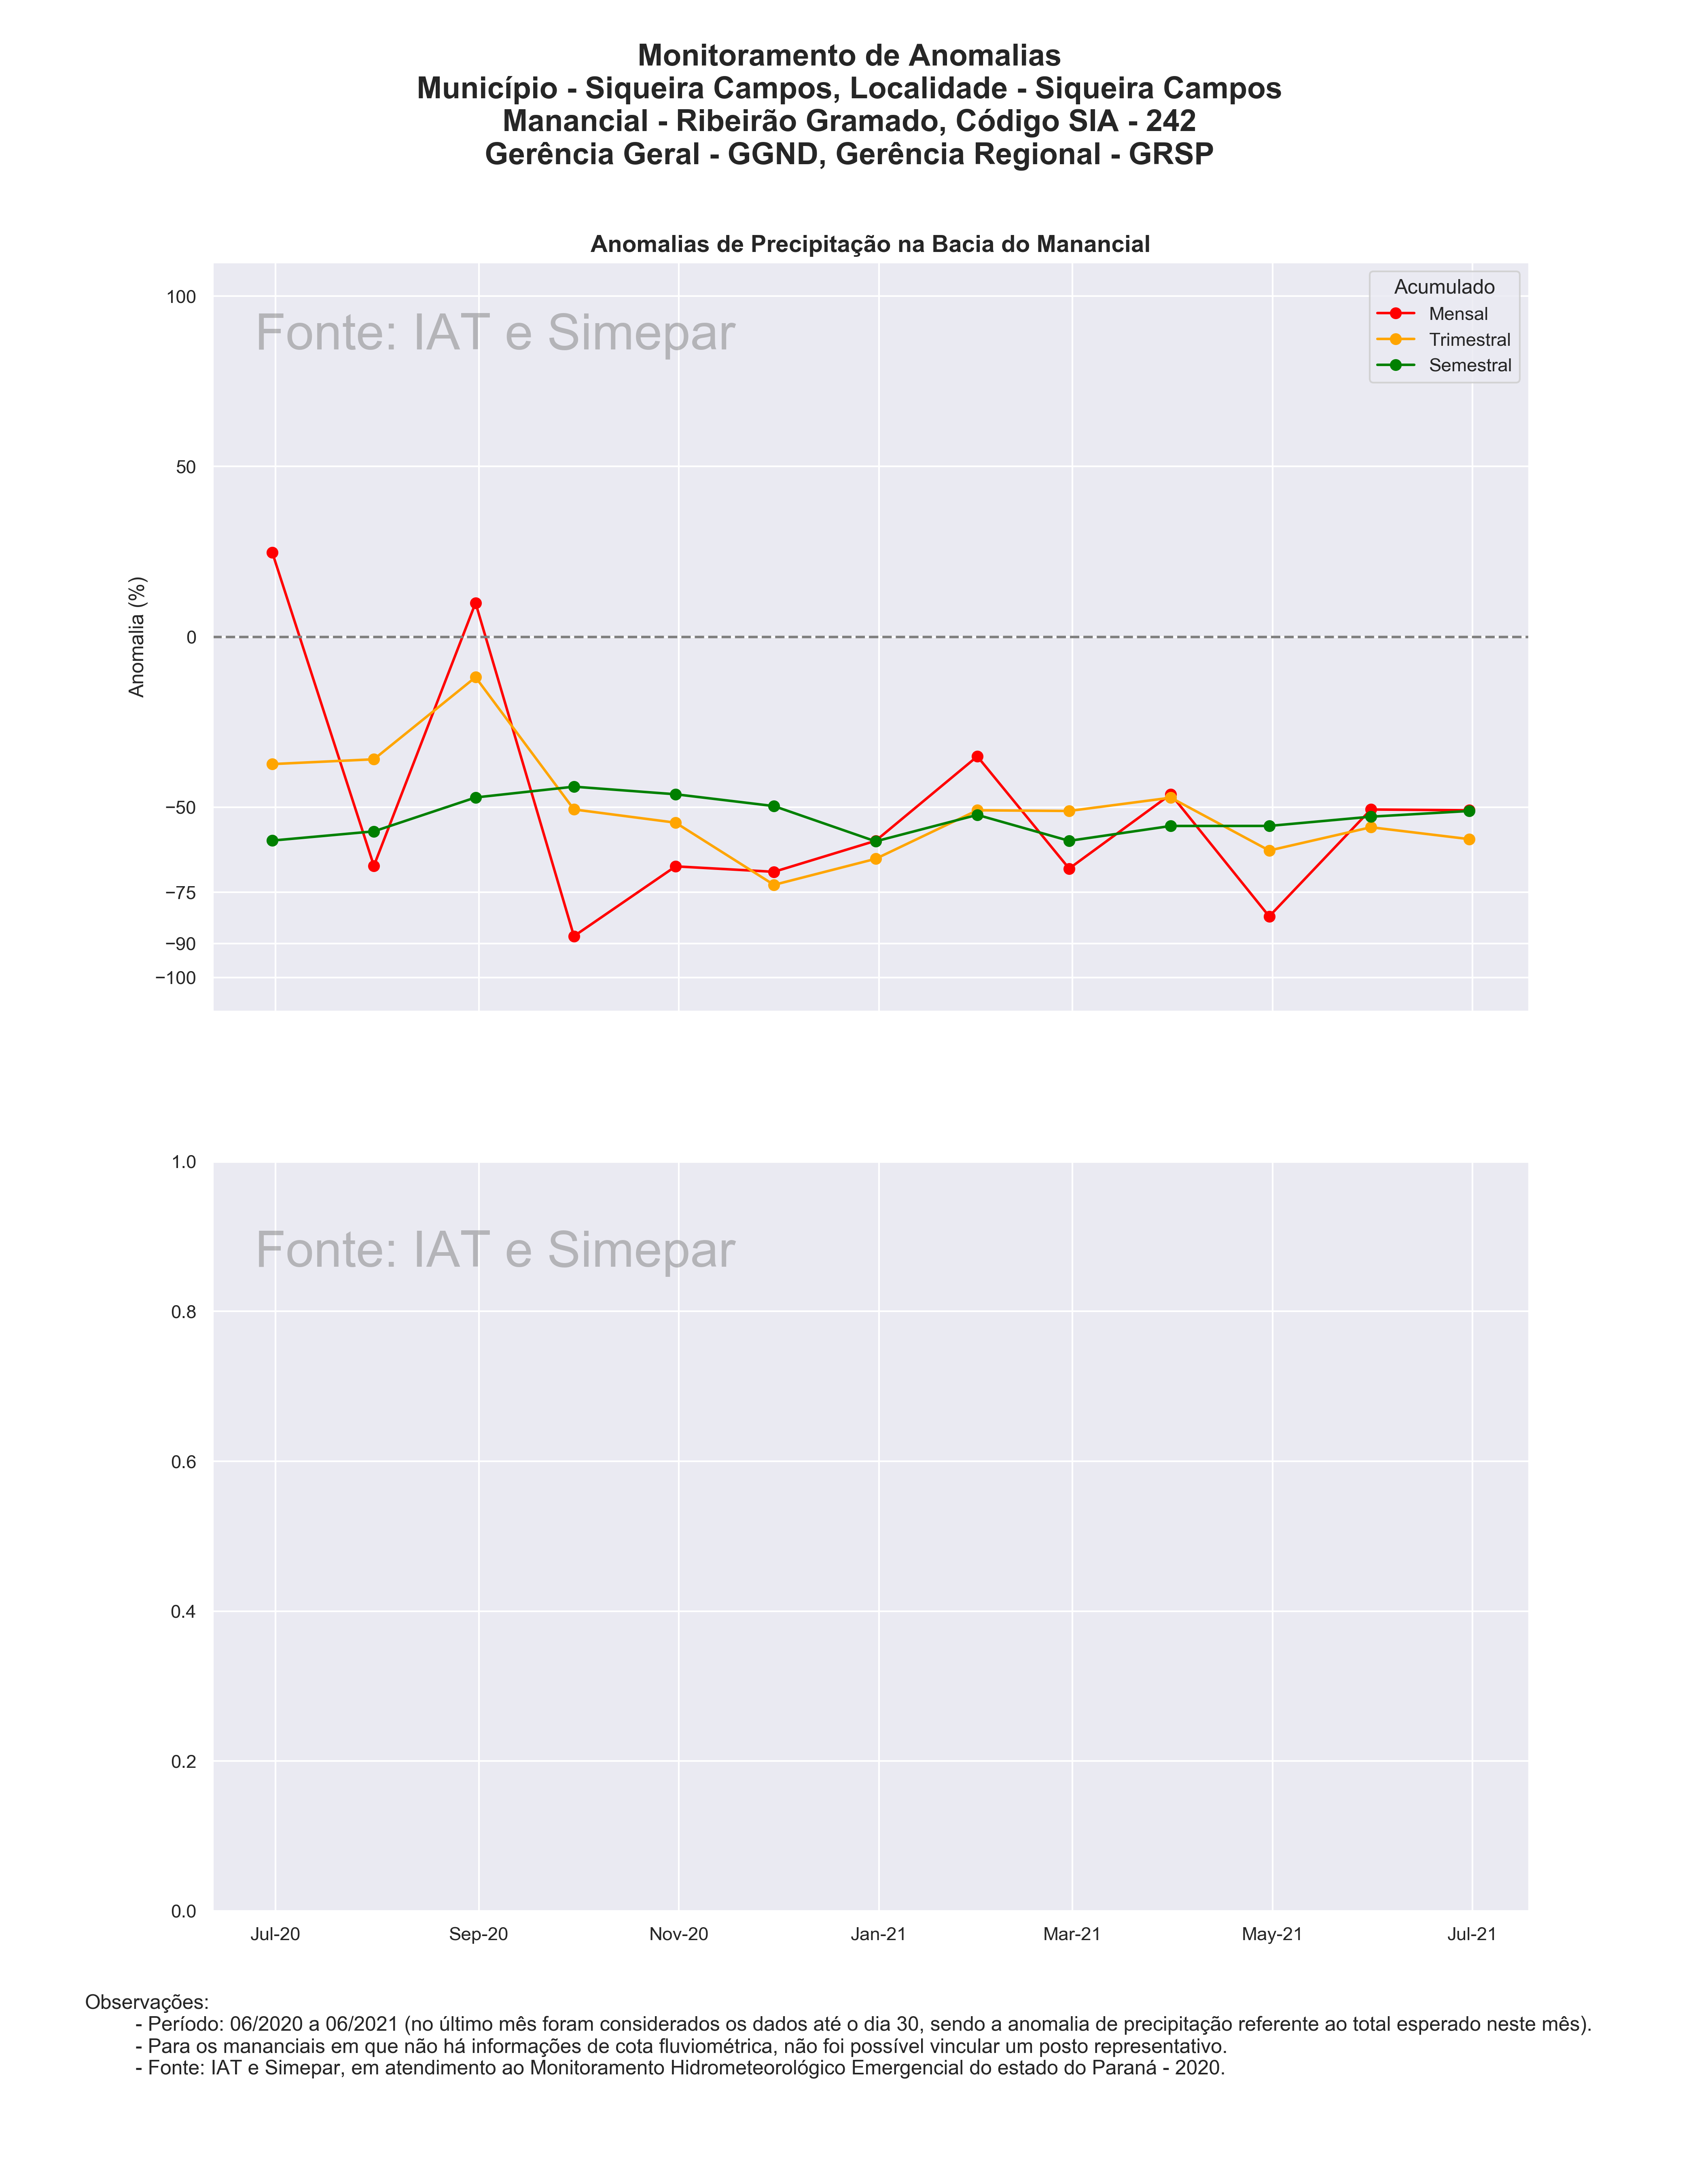 Monitoramento de Anomalias
Município - Siqueira Campos, Localidade - Siqueira Campos
Manancial - Ribeirão Gramado, Código SIA - 242
Gerência Geral - GGND, Gerência Regional - GRSP
Anomalias de Precipitação na Bacia do Manancial
Fonte: IAT e Simepar
Acumulado
Mensal
Trimestral
Semestral
Anomalia (%)
100
50
0
−50
−75
−90
−100
Fonte: IAT e Simepar
1.0
0.8
0.6
0.4
0.2
0.0
Jul-20 Sep-20 Nov-20 Jan-21 Mar-21 May-21 Jul-21
Observações:
- Período: 06/2020 a 06/2021 (no último mês foram considerados os dados até o dia 30, sendo a anomalia de precipitação referente ao total esperado neste mês).
- Para os mananciais em que não há informações de cota fluviométrica, não foi possível vincular um posto representativo.
- Fonte: IAT e Simepar, em atendimento ao Monitoramento Hidrometeorológico Emergencial do estado do Paraná - 2020.